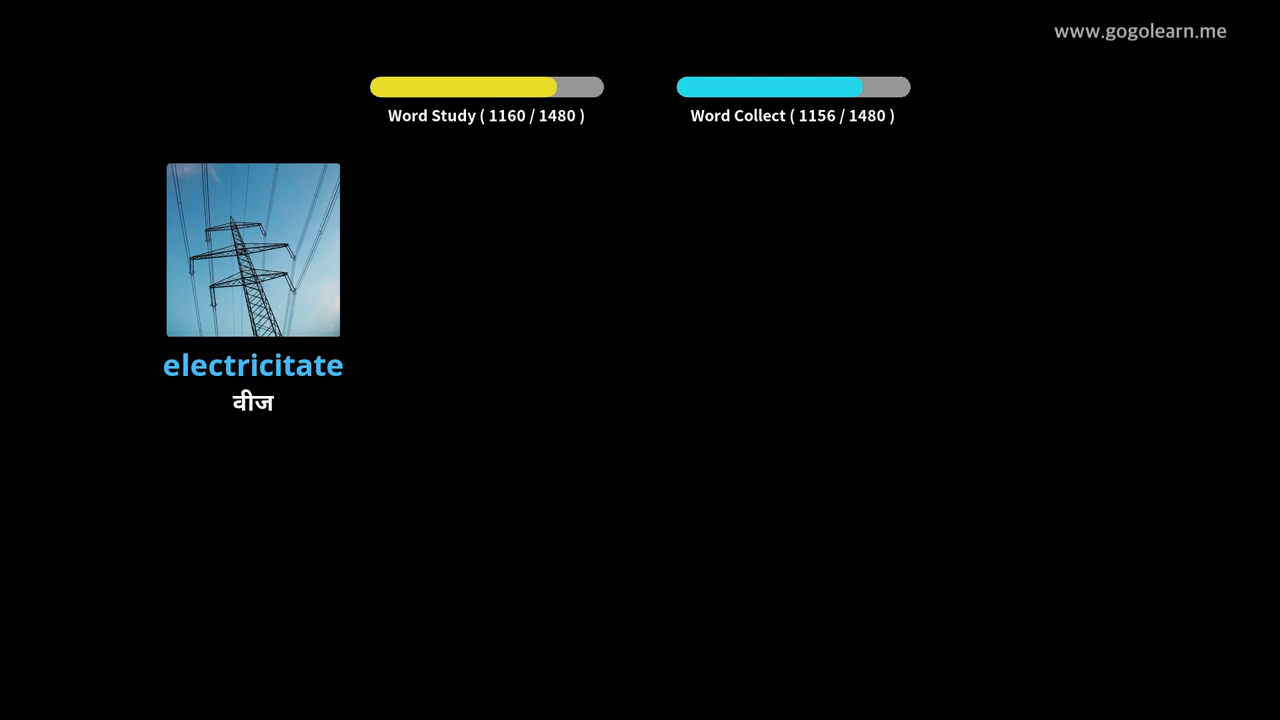 www.gogolearn.me
Word Study ( 1160 / 1480 )
Word Collect ( 1156 / 1480 )
electricitate
वीज